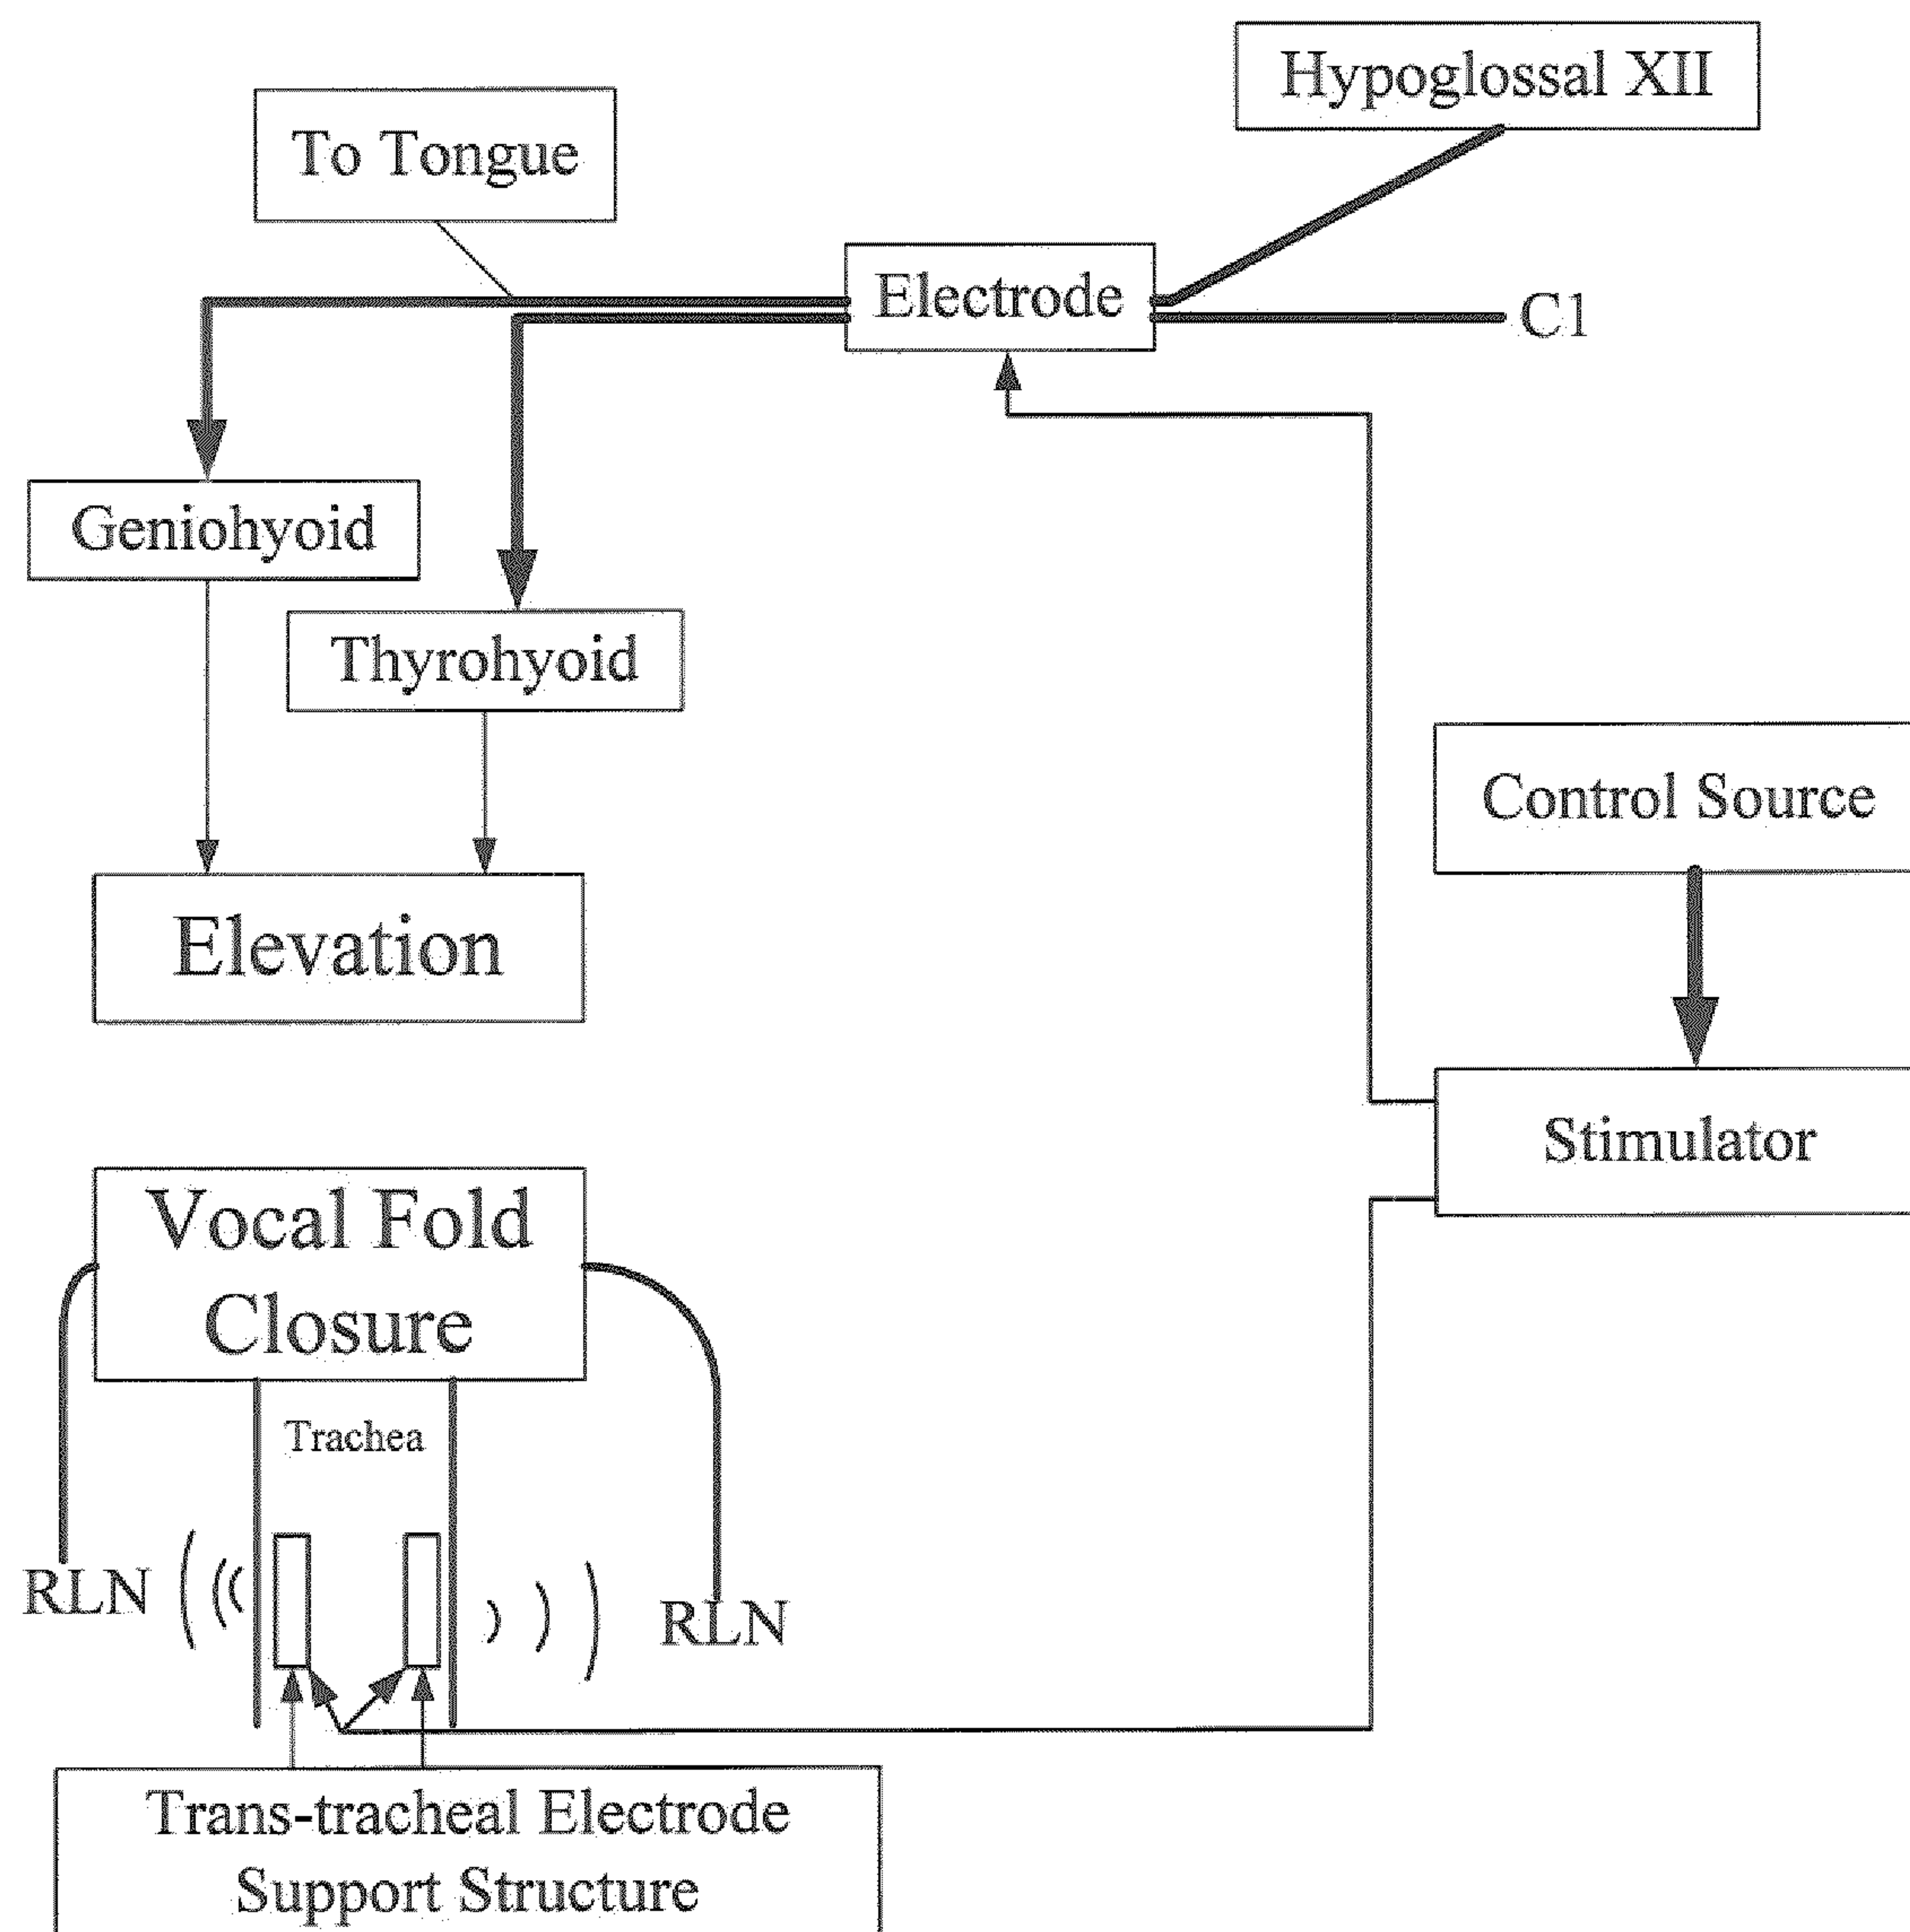 Hypoglossal XII
To Tongue
Electrode
C1
Geniohyoid
Thyrohyoid
Control Source
Elevation
Stimulator
Vocal Fold
Closure
Trachea
RLN
RLN
Trans-tracheal Electrode
Support Structure